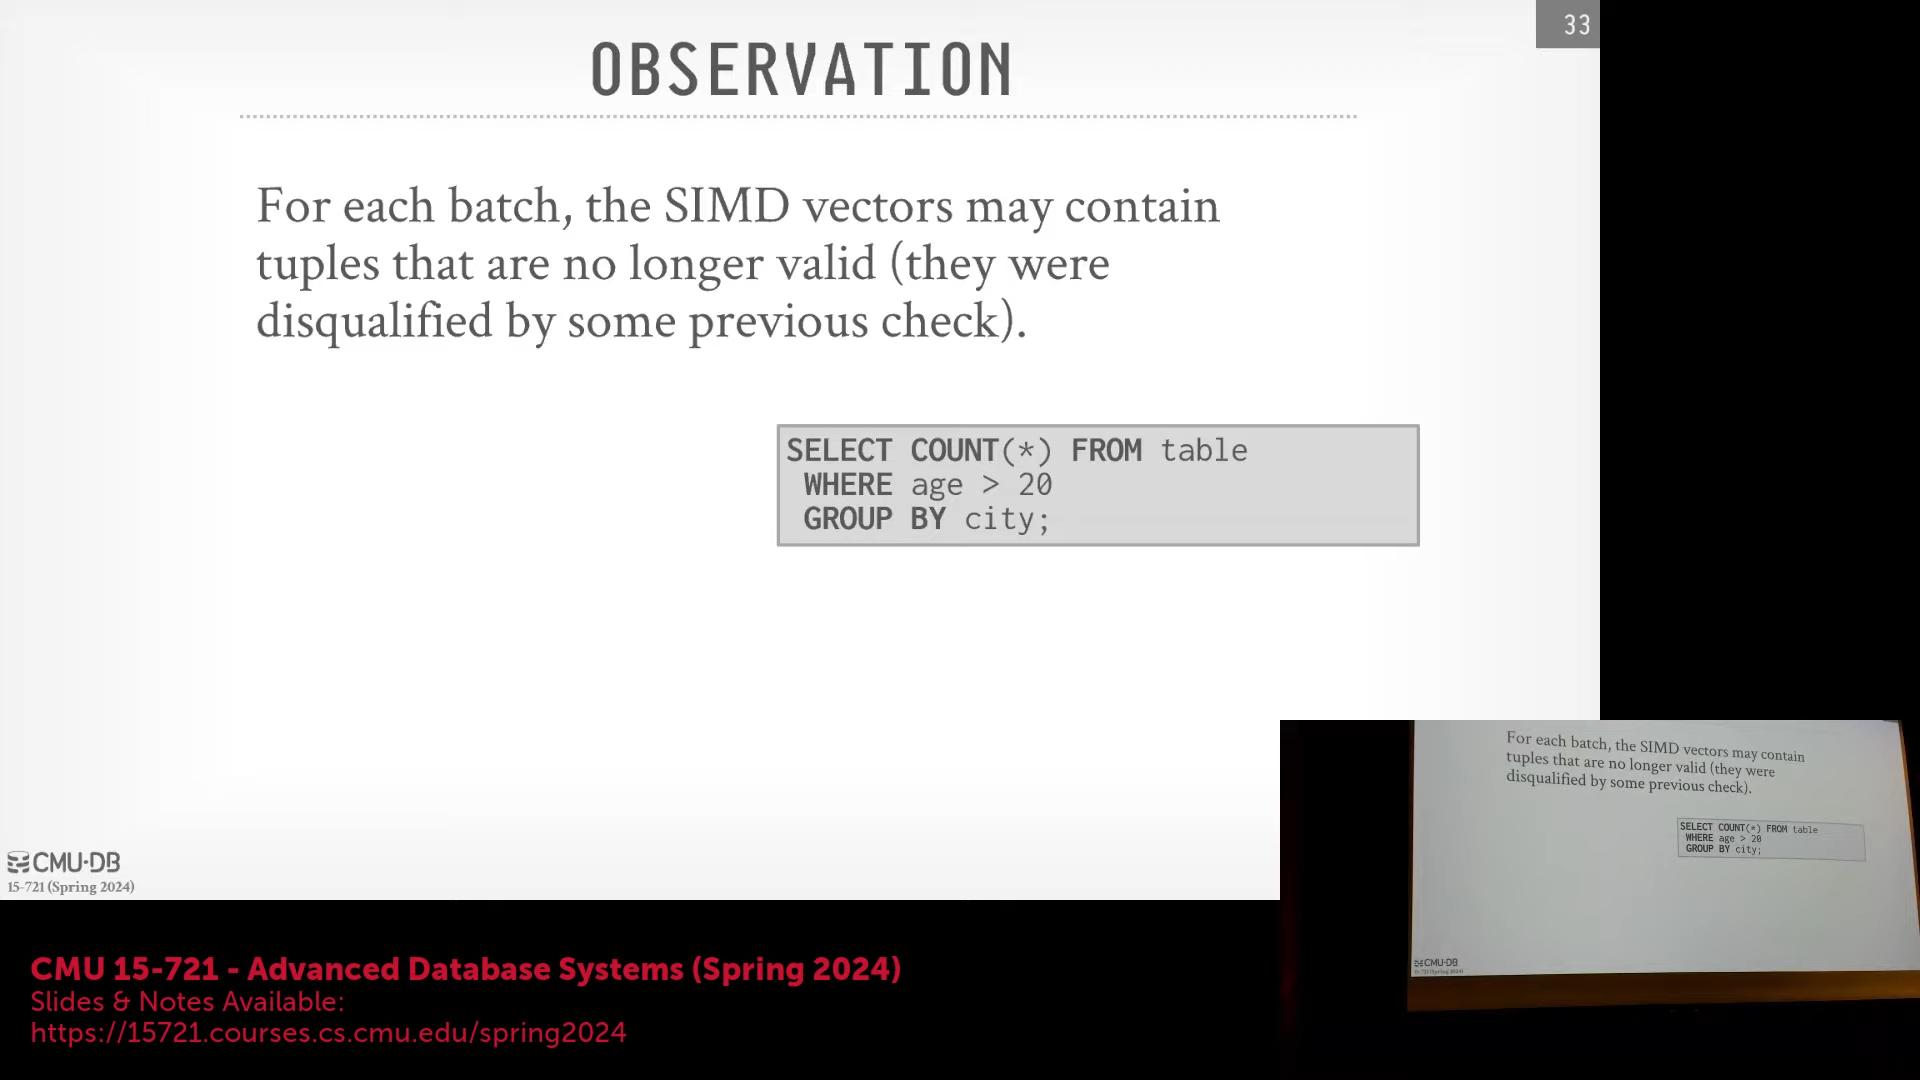 33
OBSERVATION
For each batch, the SIMD vectors may contain
tuples that are no longer valid (they were
disqualified by some previous check).
SELECT COUNT(*) FROM table
WHERE age > 20
GROUP BY city;
CMU·DB
15-721 (Spring 2024)
For each batch, the SIMD vectors may contain
tuples that are no longer valid (they were
disqualified by some previous check).
SELECT COUNT(*) FROM table
WHERE age > 20
GROUP BY city;
CMU·DB
15-721 (Spring 2024)
CMU 15-721 - Advanced Database Systems (Spring 2024)
Slides & Notes Available:
https://15721.courses.cs.cmu.edu/spring2024